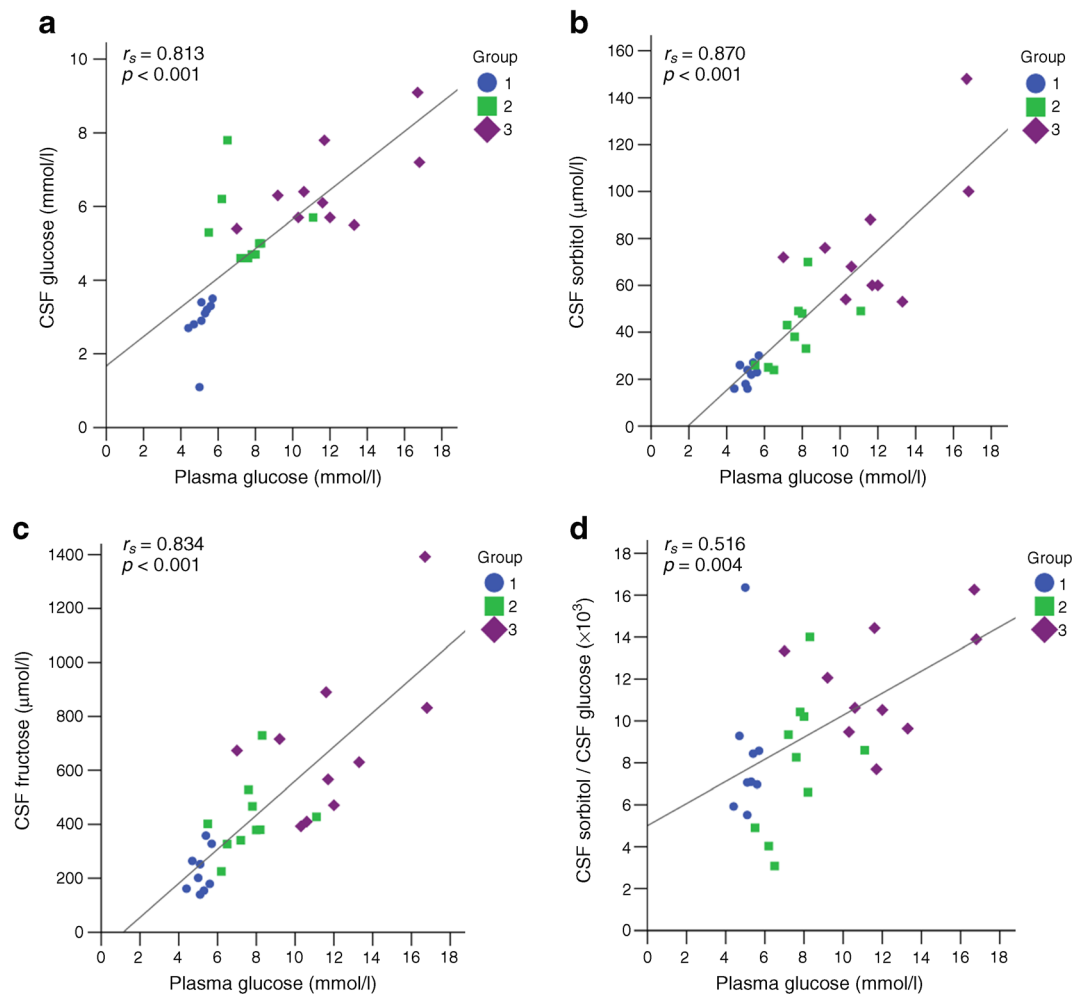 a
r_s = 0.813
p < 0.001
Group
1
2
3
10
8
6
4
2
0
CSF glucose (mmol/l)
0 2 4 6 8 10 12 14 16 18
Plasma glucose (mmol/l)
b
r_s = 0.870
p < 0.001
Group
1
2
3
160
140
120
100
80
60
40
20
0
CSF sorbitol (μmol/l)
0 2 4 6 8 10 12 14 16 18
Plasma glucose (mmol/l)
c
r_s = 0.834
p < 0.001
Group
1
2
3
1400
1200
1000
800
600
400
200
0
CSF fructose (μmol/l)
0 2 4 6 8 10 12 14 16 18
Plasma glucose (mmol/l)
d
r_s = 0.516
p = 0.004
Group
1
2
3
18
16
14
12
10
8
6
4
2
0
CSF sorbitol / CSF glucose (×10³)
0 2 4 6 8 10 12 14 16 18
Plasma glucose (mmol/l)